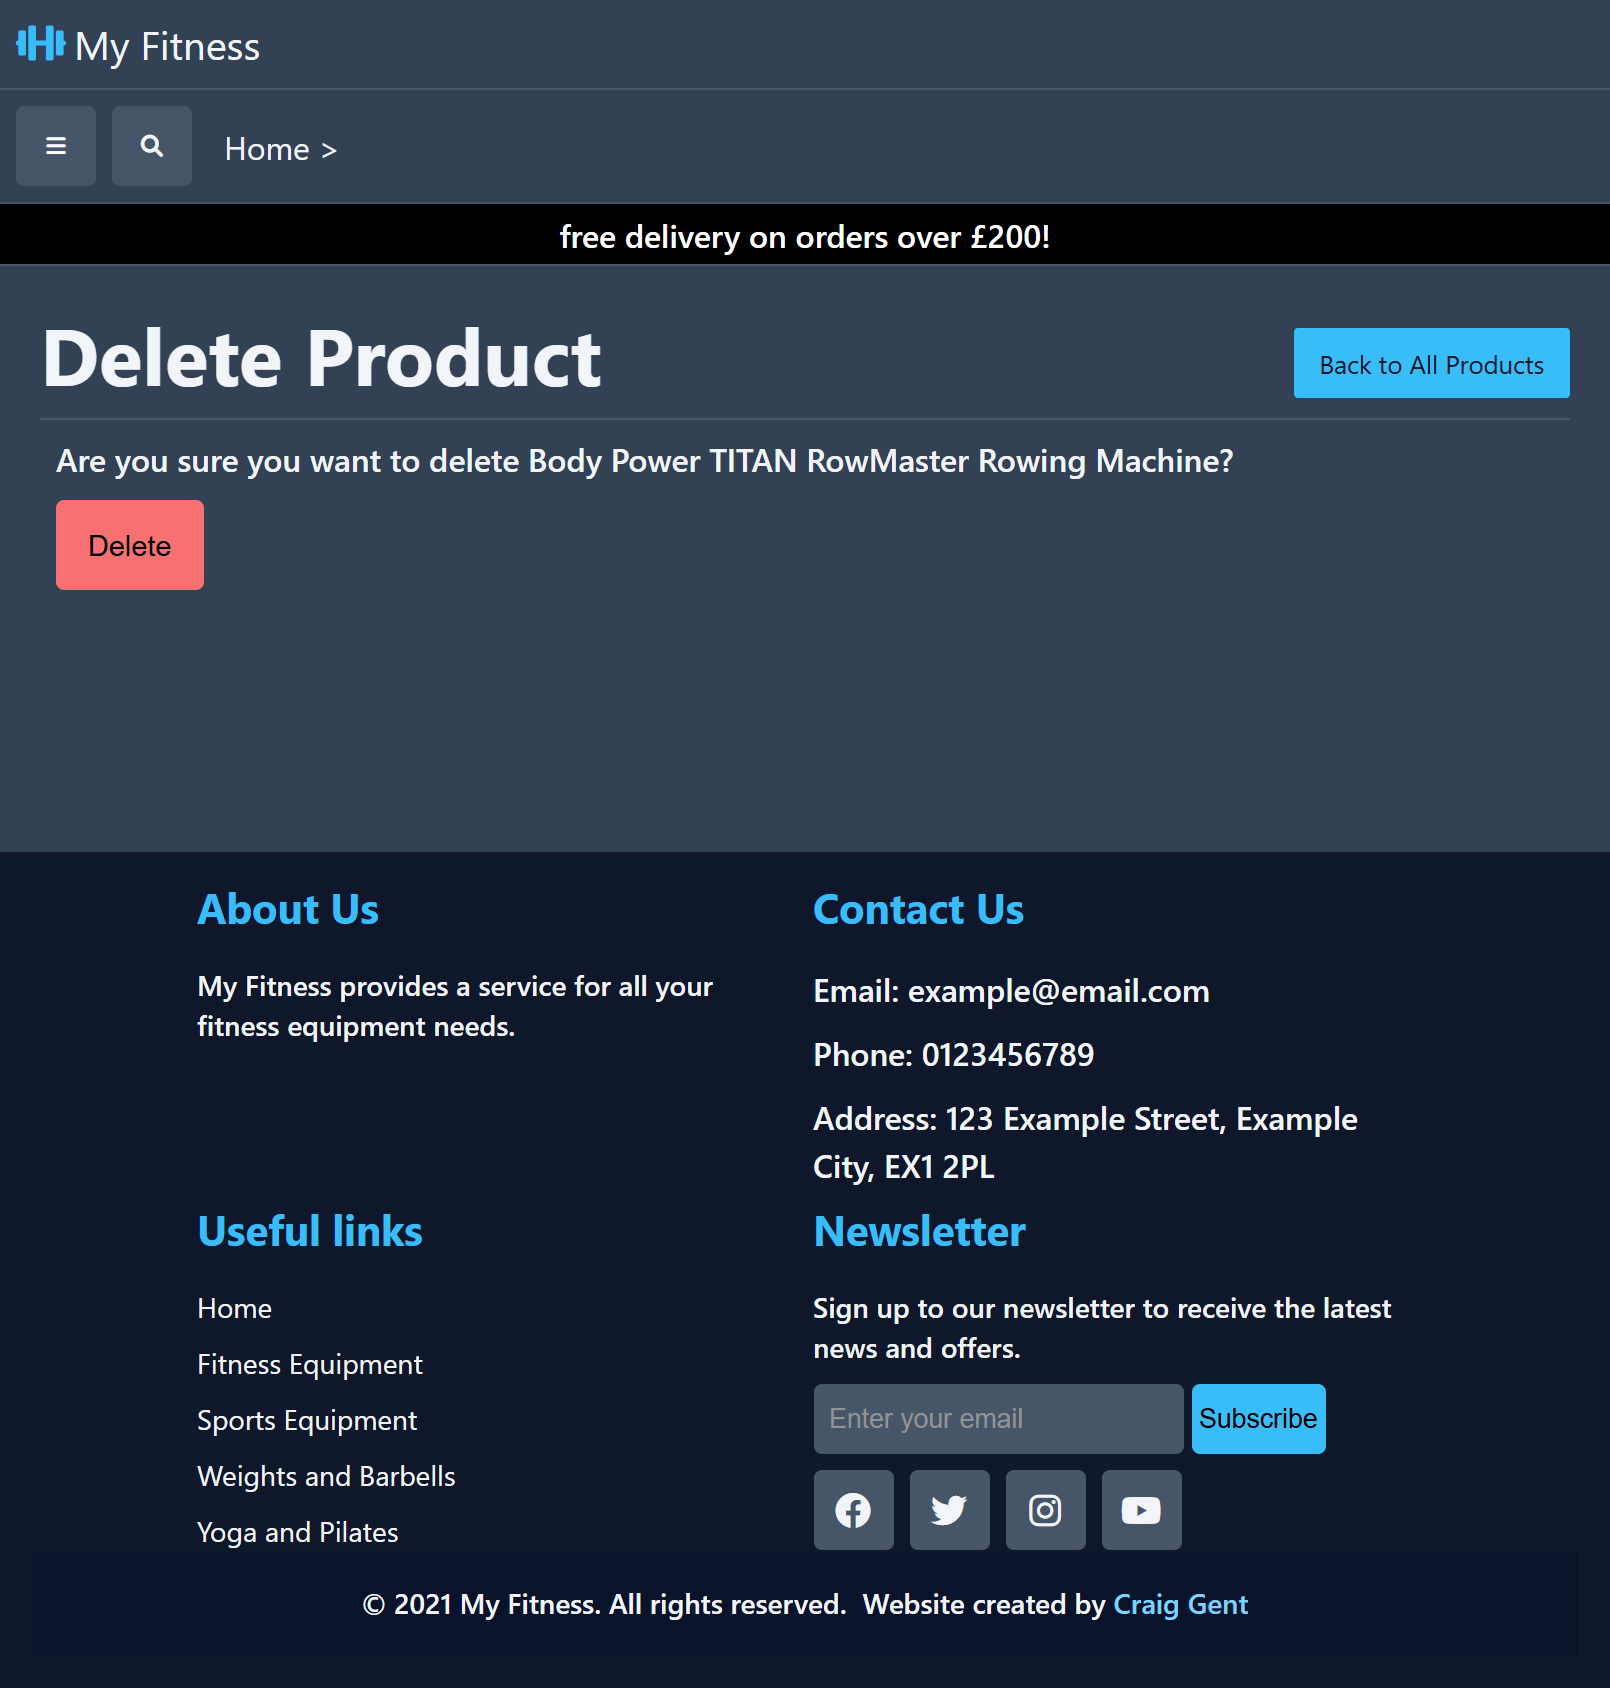 My Fitness
Home >
free delivery on orders over £200!
Delete Product
Back to All Products
Are you sure you want to delete Body Power TITAN RowMaster Rowing Machine?
Delete
About Us
My Fitness provides a service for all your
fitness equipment needs.
Contact Us
Email: example@email.com
Phone: 0123456789
Address: 123 Example Street, Example
City, EX1 2PL
Useful links
Home
Fitness Equipment
Sports Equipment
Weights and Barbells
Yoga and Pilates
Newsletter
Sign up to our newsletter to receive the latest
news and offers.
Enter your email
Subscribe
© 2021 My Fitness. All rights reserved. Website created by Craig Gent